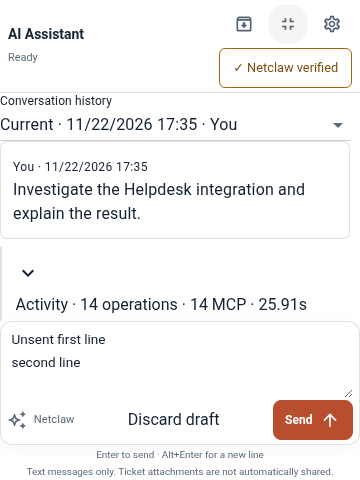 AI Assistant
Ready
✓ Netclaw verified
Conversation history
Current · 11/22/2026 17:35 · You
You · 11/22/2026 17:35
Investigate the Helpdesk integration and
explain the result.
Activity · 14 operations · 14 MCP · 25.91s
Unsent first line
second line
Netclaw
Discard draft
Send
Enter to send · Alt+Enter for a new line
Text messages only. Ticket attachments are not automatically shared.